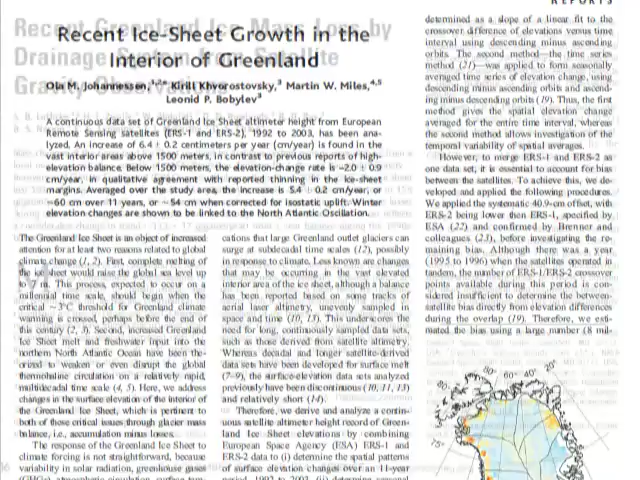 REPORTS
Recent Greenland Ice Mass Loss by
Drainage System from Satellite
Gravity Observations
Recent Ice-Sheet Growth in the
Interior of Greenland
Ola M. Johannessen, Kirill Khvorostovsky, Martin W. Miles,
Leonid P. Bobylev
A continuous data set of Greenland Ice Sheet altimeter height from European
Remote Sensing satellites (ERS-1 and ERS-2), 1992 to 2003, has been ana-
lyzed. An increase of 6.4 ± 0.2 centimeters per year (cm/year) is found in the
vast interior areas above 1500 meters, in contrast to previous reports of high-
elevation balance. Below 1500 meters, the elevation-change rate is −2.0 ± 0.9
cm/year, in qualitative agreement with reported thinning in the ice-sheet
margins. Averaged over the study area, the increase is 5.4 ± 0.2 cm/year, or
~60 cm over 11 years, or ~54 cm when corrected for isostatic uplift. Winter
elevation changes are shown to be linked to the North Atlantic Oscillation.
The Greenland Ice Sheet is an object of increased
attention for at least two reasons related to global
climate change (1, 2). First, complete melting of
the ice sheet would raise the global sea level up
to 7 m. This process, expected to occur on a
millennial time scale, should begin when the
critical ~3°C threshold for Greenland climate
warming is crossed, perhaps before the end of
this century (2, 3). Second, increased Greenland
Ice Sheet melt and freshwater input into the
northern North Atlantic Ocean have been the-
orized to weaken or even disrupt the global
thermohaline circulation on a relatively rapid,
multidecadal time scale (4, 5). Here, we address
changes in the surface elevation of the interior of
the Greenland Ice Sheet, which is pertinent to
both of these critical issues through glacier mass
balance, i.e., accumulation minus losses.
The response of the Greenland Ice Sheet to
climate forcing is not straightforward, because
variability in solar radiation, greenhouse gases
(GHGs), atmospheric circulation, surface tem-
cations that large Greenland outlet glaciers can
surge at subdecadal time scales (12), possibly
in response to climate. Less known are changes
that may be occurring in the vast elevated
interior area of the ice sheet, although a balance
has been reported based on some tracks of
aerial laser altimetry, unevenly sampled in
space and time (10, 13). This underscores the
need for long, continuously sampled data sets,
such as those derived from satellite altimetry.
Whereas decadal and longer satellite-derived
data sets have been developed for surface melt
(7–9), the surface-elevation data sets analyzed
previously have been discontinuous (10, 11, 13)
and relatively short (14).
Therefore, we derive and analyze a contin-
uous satellite altimeter height record of Green-
land Ice Sheet elevations by combining
European Space Agency (ESA) ERS-1 and
ERS-2 data to (i) determine the spatial patterns
of surface elevation changes over an 11-year
period, 1992 to 2003, (ii) determine seasonal
determined as a slope of a linear fit to the
crossover difference of elevations versus time
interval using descending minus ascending
orbits. The second method—the time series
method (21)—was applied to form seasonally
averaged time series of elevation change, using
descending minus ascending orbits and ascend-
ing minus descending orbits (19). Thus, the first
method gives the spatial elevation change
averaged for the entire time interval, whereas
the second method allows investigation of the
temporal variability of spatial averages.
However, to merge ERS-1 and ERS-2 as
one data set, it is essential to account for bias
between the satellites. To achieve this, we de-
veloped and applied the following procedures.
We applied the systematic 40.9-cm offset, with
ERS-2 being lower than ERS-1, specified by
ESA (22) and confirmed by Brenner and
colleagues (23), before investigating the re-
maining bias. Although there was a year
(1995 to 1996) when the satellites operated in
tandem, the number of ERS-1/ERS-2 crossover
points available during this period is con-
sidered insufficient to determine the between-
satellite bias directly from elevation differences
during the overlap (19). Therefore, we esti-
mated the bias using a large number (8 mil-
80°
75°